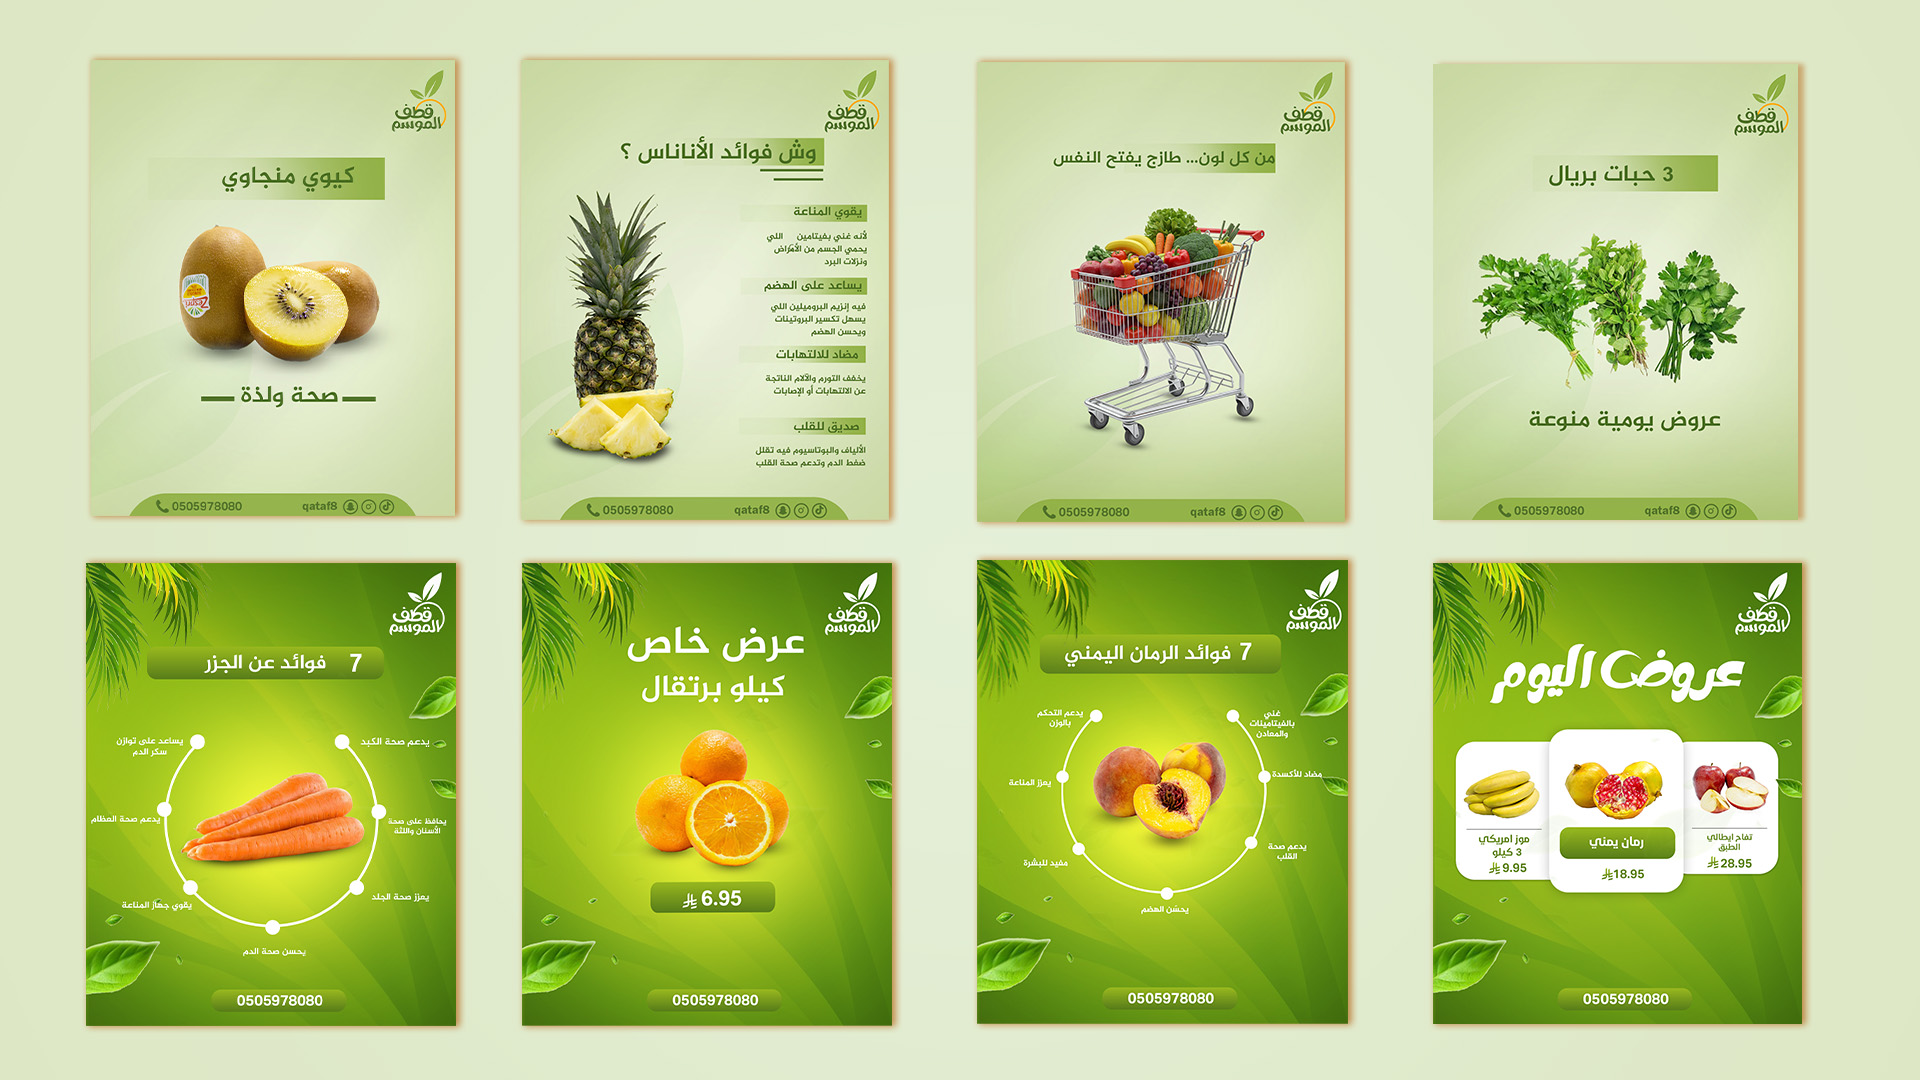 قطف
الموسم
كيوي منجاوي
صحة ولذة
0505978080
qataf8
قطف
الموسم
وش فوائد الأناناس ؟
يقوي المناعة
لأنه غني بفيتامين اللي
يحمي الجسم من الأمراض
ونزلات البرد
يساعد على الهضم
فيه إنزيم البروميلين اللي
يسهل تكسير البروتينات
ويحسن الهضم
مضاد للالتهابات
يخفف التورم والآلام الناتجة
عن الالتهابات أو الإصابات
صديق للقلب
الألياف والبوتاسيوم فيه تقلل
ضغط الدم وتدعم صحة القلب
0505978080
qataf8
قطف
الموسم
من كل لون... طازج يفتح النفس
0505978080
qataf8
قطف
الموسم
3 حبات بريال
عروض يومية منوعة
0505978080
qataf8
قطف
الموسم
7 فوائد عن الجزر
يدعم صحة الكبد
يحافظ على صحة
الأسنان واللثة
يعزز صحة الجلد
يحسن صحة الدم
يقوي جهاز المناعة
يدعم صحة العظام
يساعد على توازن
سكر الدم
0505978080
قطف
الموسم
عرض خاص
كيلو برتقال
6.95
0505978080
قطف
الموسم
7 فوائد الرمان اليمني
غني
بالفيتامينات
والمعادن
مضاد للأكسدة
يدعم صحة
القلب
يحسّن الهضم
مفيد للبشرة
يعزز المناعة
يدعم التحكم
بالوزن
0505978080
قطف
الموسم
عروض اليوم
تفاح ايطالي
الطبق
28.95
رمان يمني
18.95
موز امريكي
3 كيلو
9.95
0505978080